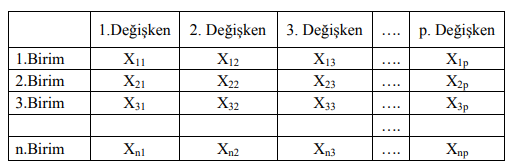 1.Değişken 2. Değişken 3. Değişken …. p. Değişken
1.Birim X₁₁ X₁₂ X₁₃ …. X₁ₚ
2.Birim X₂₁ X₂₂ X₂₃ …. X₂ₚ
3.Birim X₃₁ X₃₂ X₃₃ …. X₃ₚ
….
n.Birim Xₙ₁ Xₙ₂ Xₙ₃ …. Xₙₚ